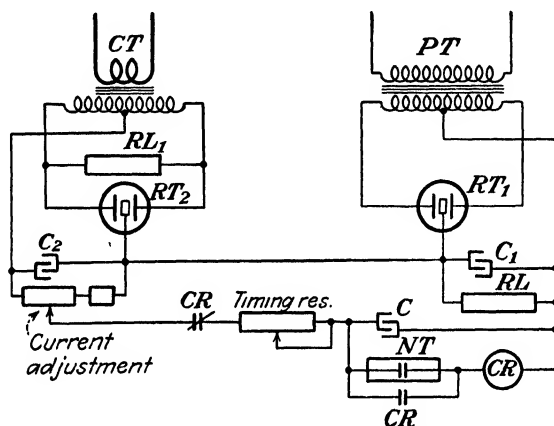 CT
PT
RL1
RT2
RT1
C2
C1
CR
Timing res.
C
RL
Current
adjustment
NT
CR
CR